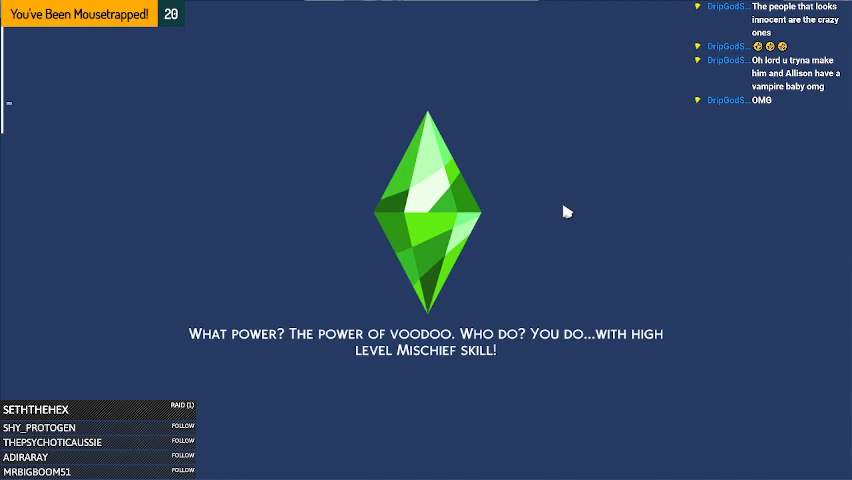 You've Been Mousetrapped! 20
DripGodS... The people that looks
innocent are the crazy
ones
DripGodS...
DripGodS... Oh lord u tryna make
him and Allison have a
vampire baby omg
DripGodS... OMG
What power? The power of voodoo. Who do? You do...with high
level Mischief skill!
SETHTHEHEX RAID (1)
SHY_PROTOGEN FOLLOW
THEPSYCHOTICAUSSIE FOLLOW
ADIRARAY FOLLOW
MRBIGBOOM51 FOLLOW